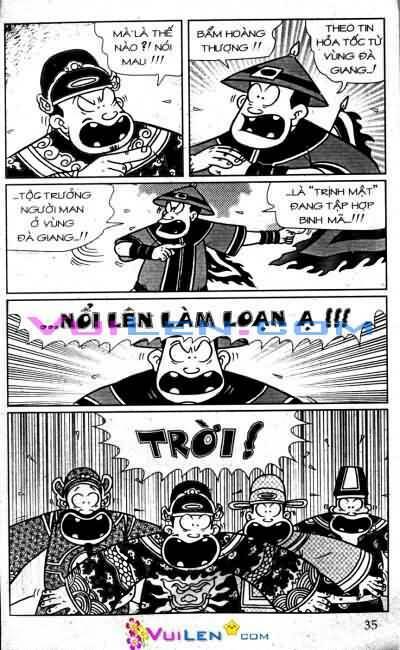 MÀ LÀ THẾ
NÀO ?! NÓI
MAU !!!
BẨM HOÀNG
THƯỢNG !!
THEO TIN
HỎA TỐC TỪ
VÙNG ĐÀ
GIANG..!
..TỘC TRƯỞNG
NGƯỜI MAN
Ở VÙNG
ĐÀ GIANG..!!
..LÀ "TRỊNH MẬT"
ĐANG TẬP HỢP
BINH MÃ...!
...NỔI LÊN LÀM LOẠN Ạ !!!
VUILEN.COM
TRỜI !
35
VUILEN.COM